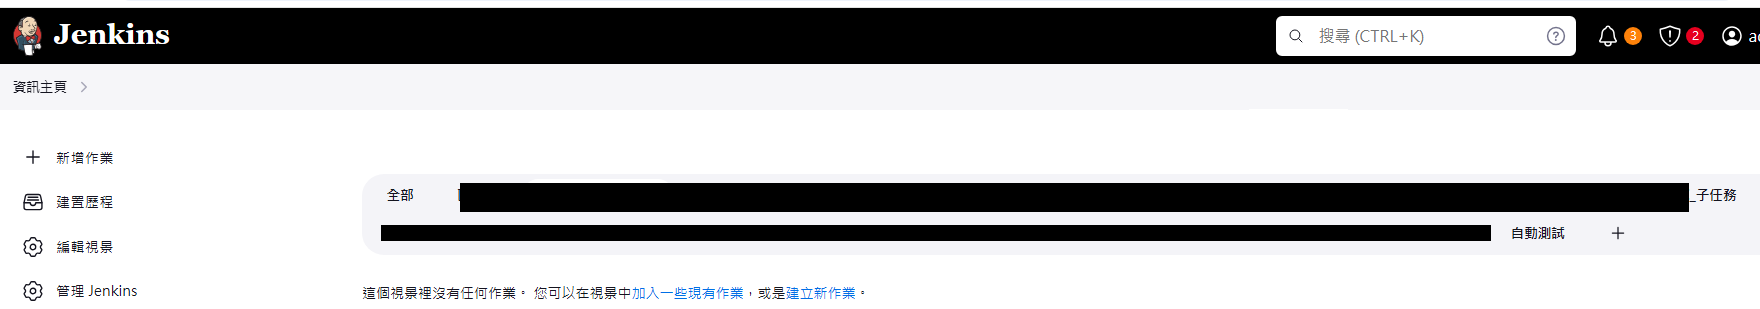 Jenkins
搜尋 (CTRL+K)
3
2
資訊主頁
新增作業
建置歷程
編輯視景
管理 Jenkins
全部
_子任務
自動測試
這個視景裡沒有任何作業。 您可以在視景中加入一些現有作業，或是建立新作業。